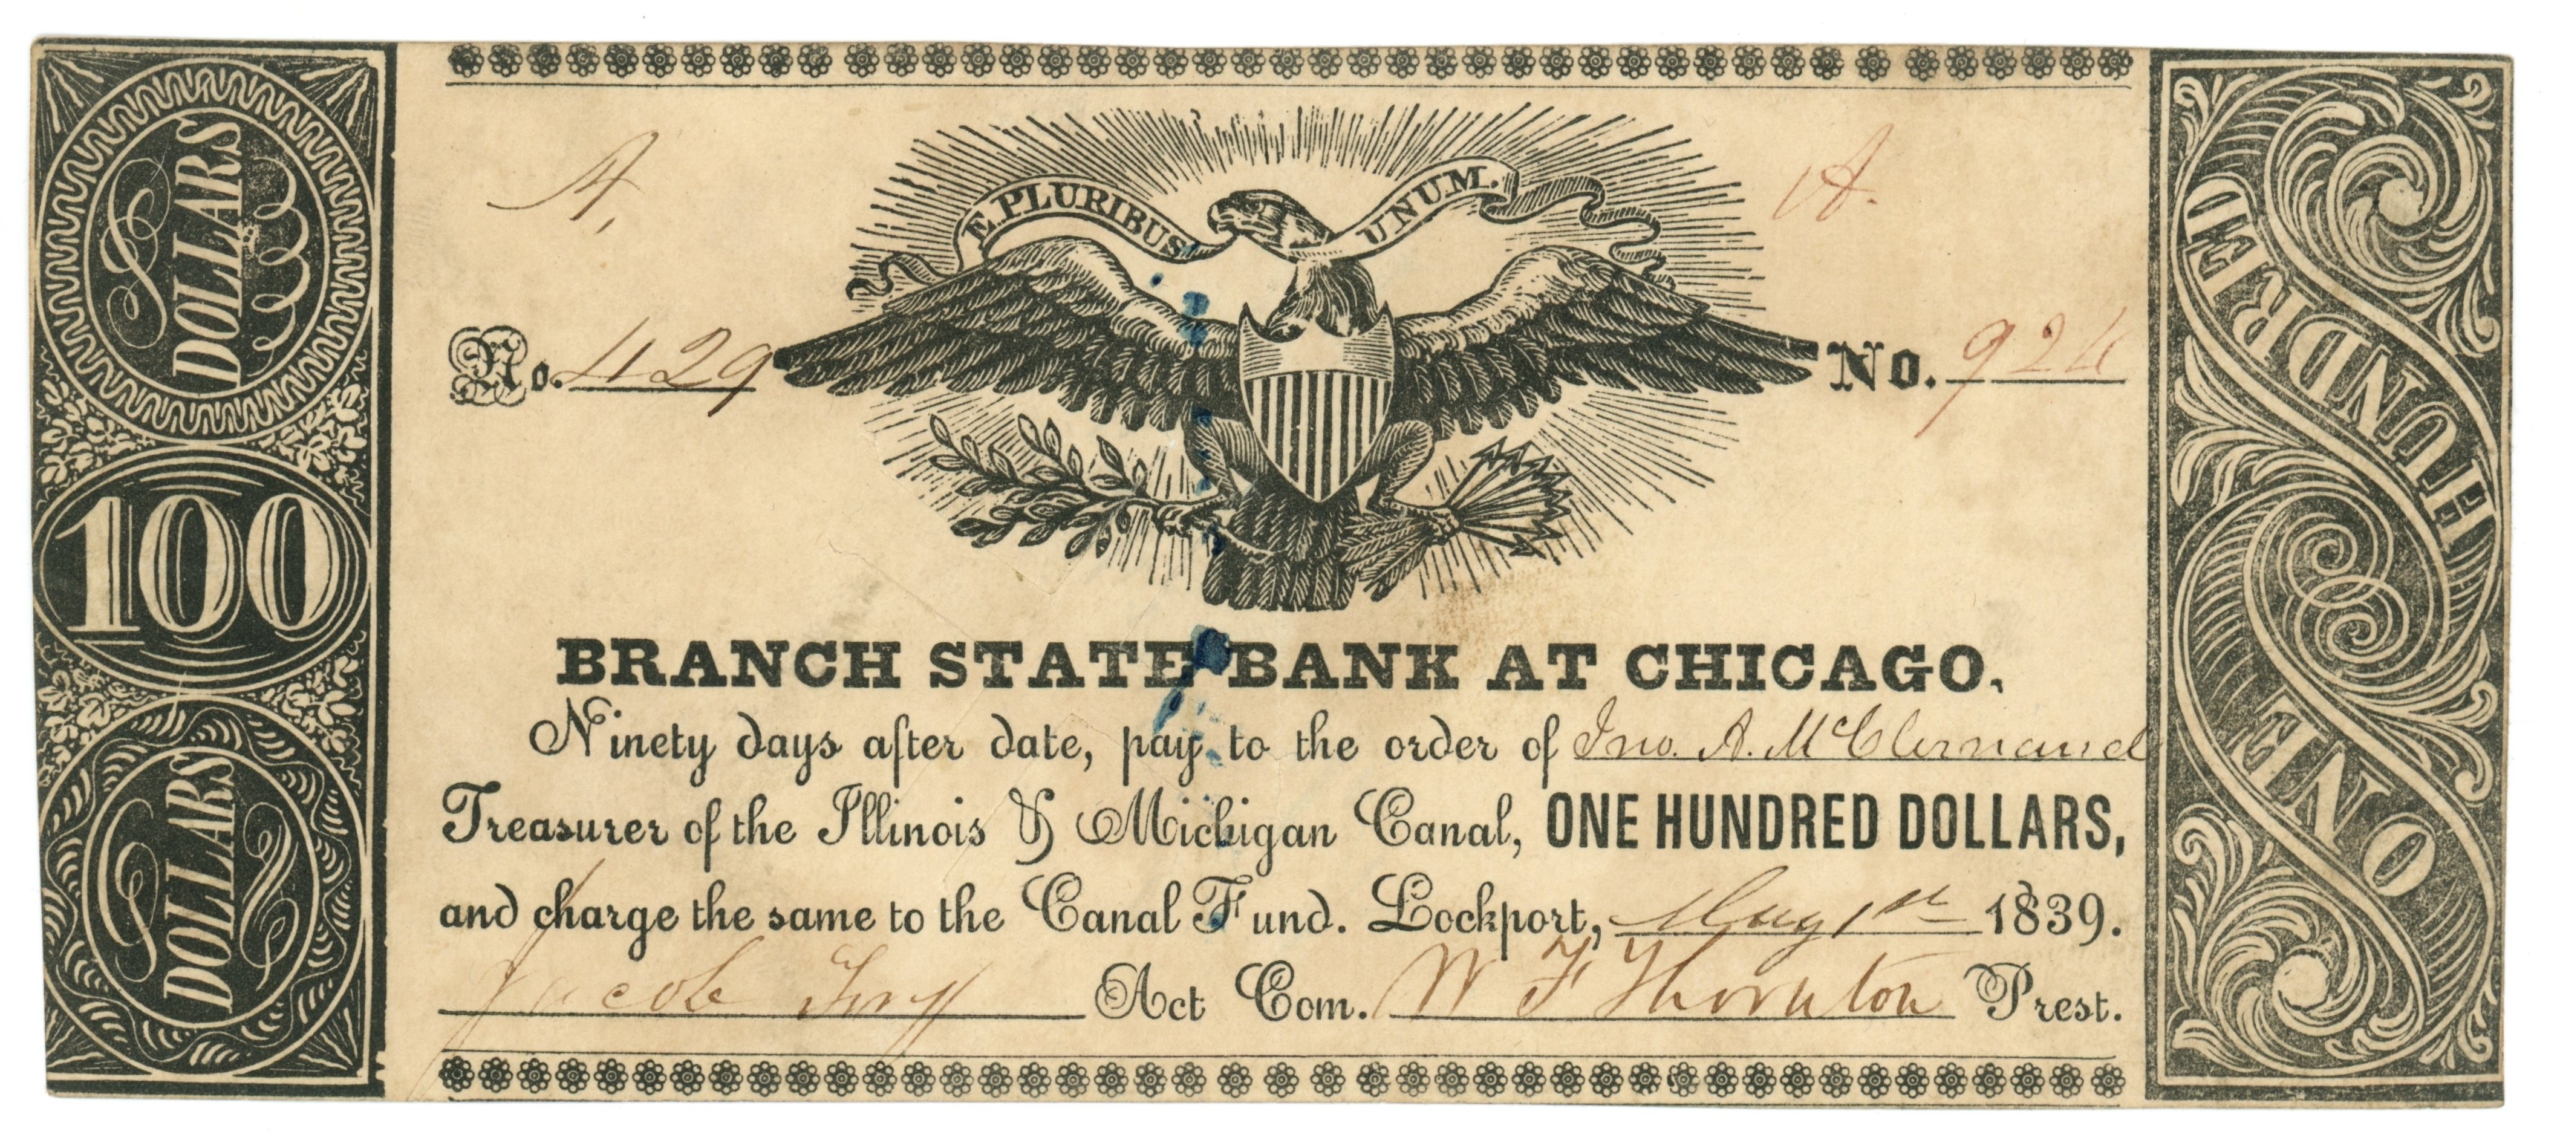 DOLLARS
100
DOLLARS
A.
E PLURIBUS UNUM.
A.
No. 429
No. 924
BRANCH STATE BANK AT CHICAGO.
Ninety days after date, pay to the order of Jno. A. McClernand
Treasurer of the Illinois & Michigan Canal, ONE HUNDRED DOLLARS,
and charge the same to the Canal Fund. Lockport, May 1st 1839.
Jacob Fry Act Com. W F Thornton Prest.
ONE HUNDRED